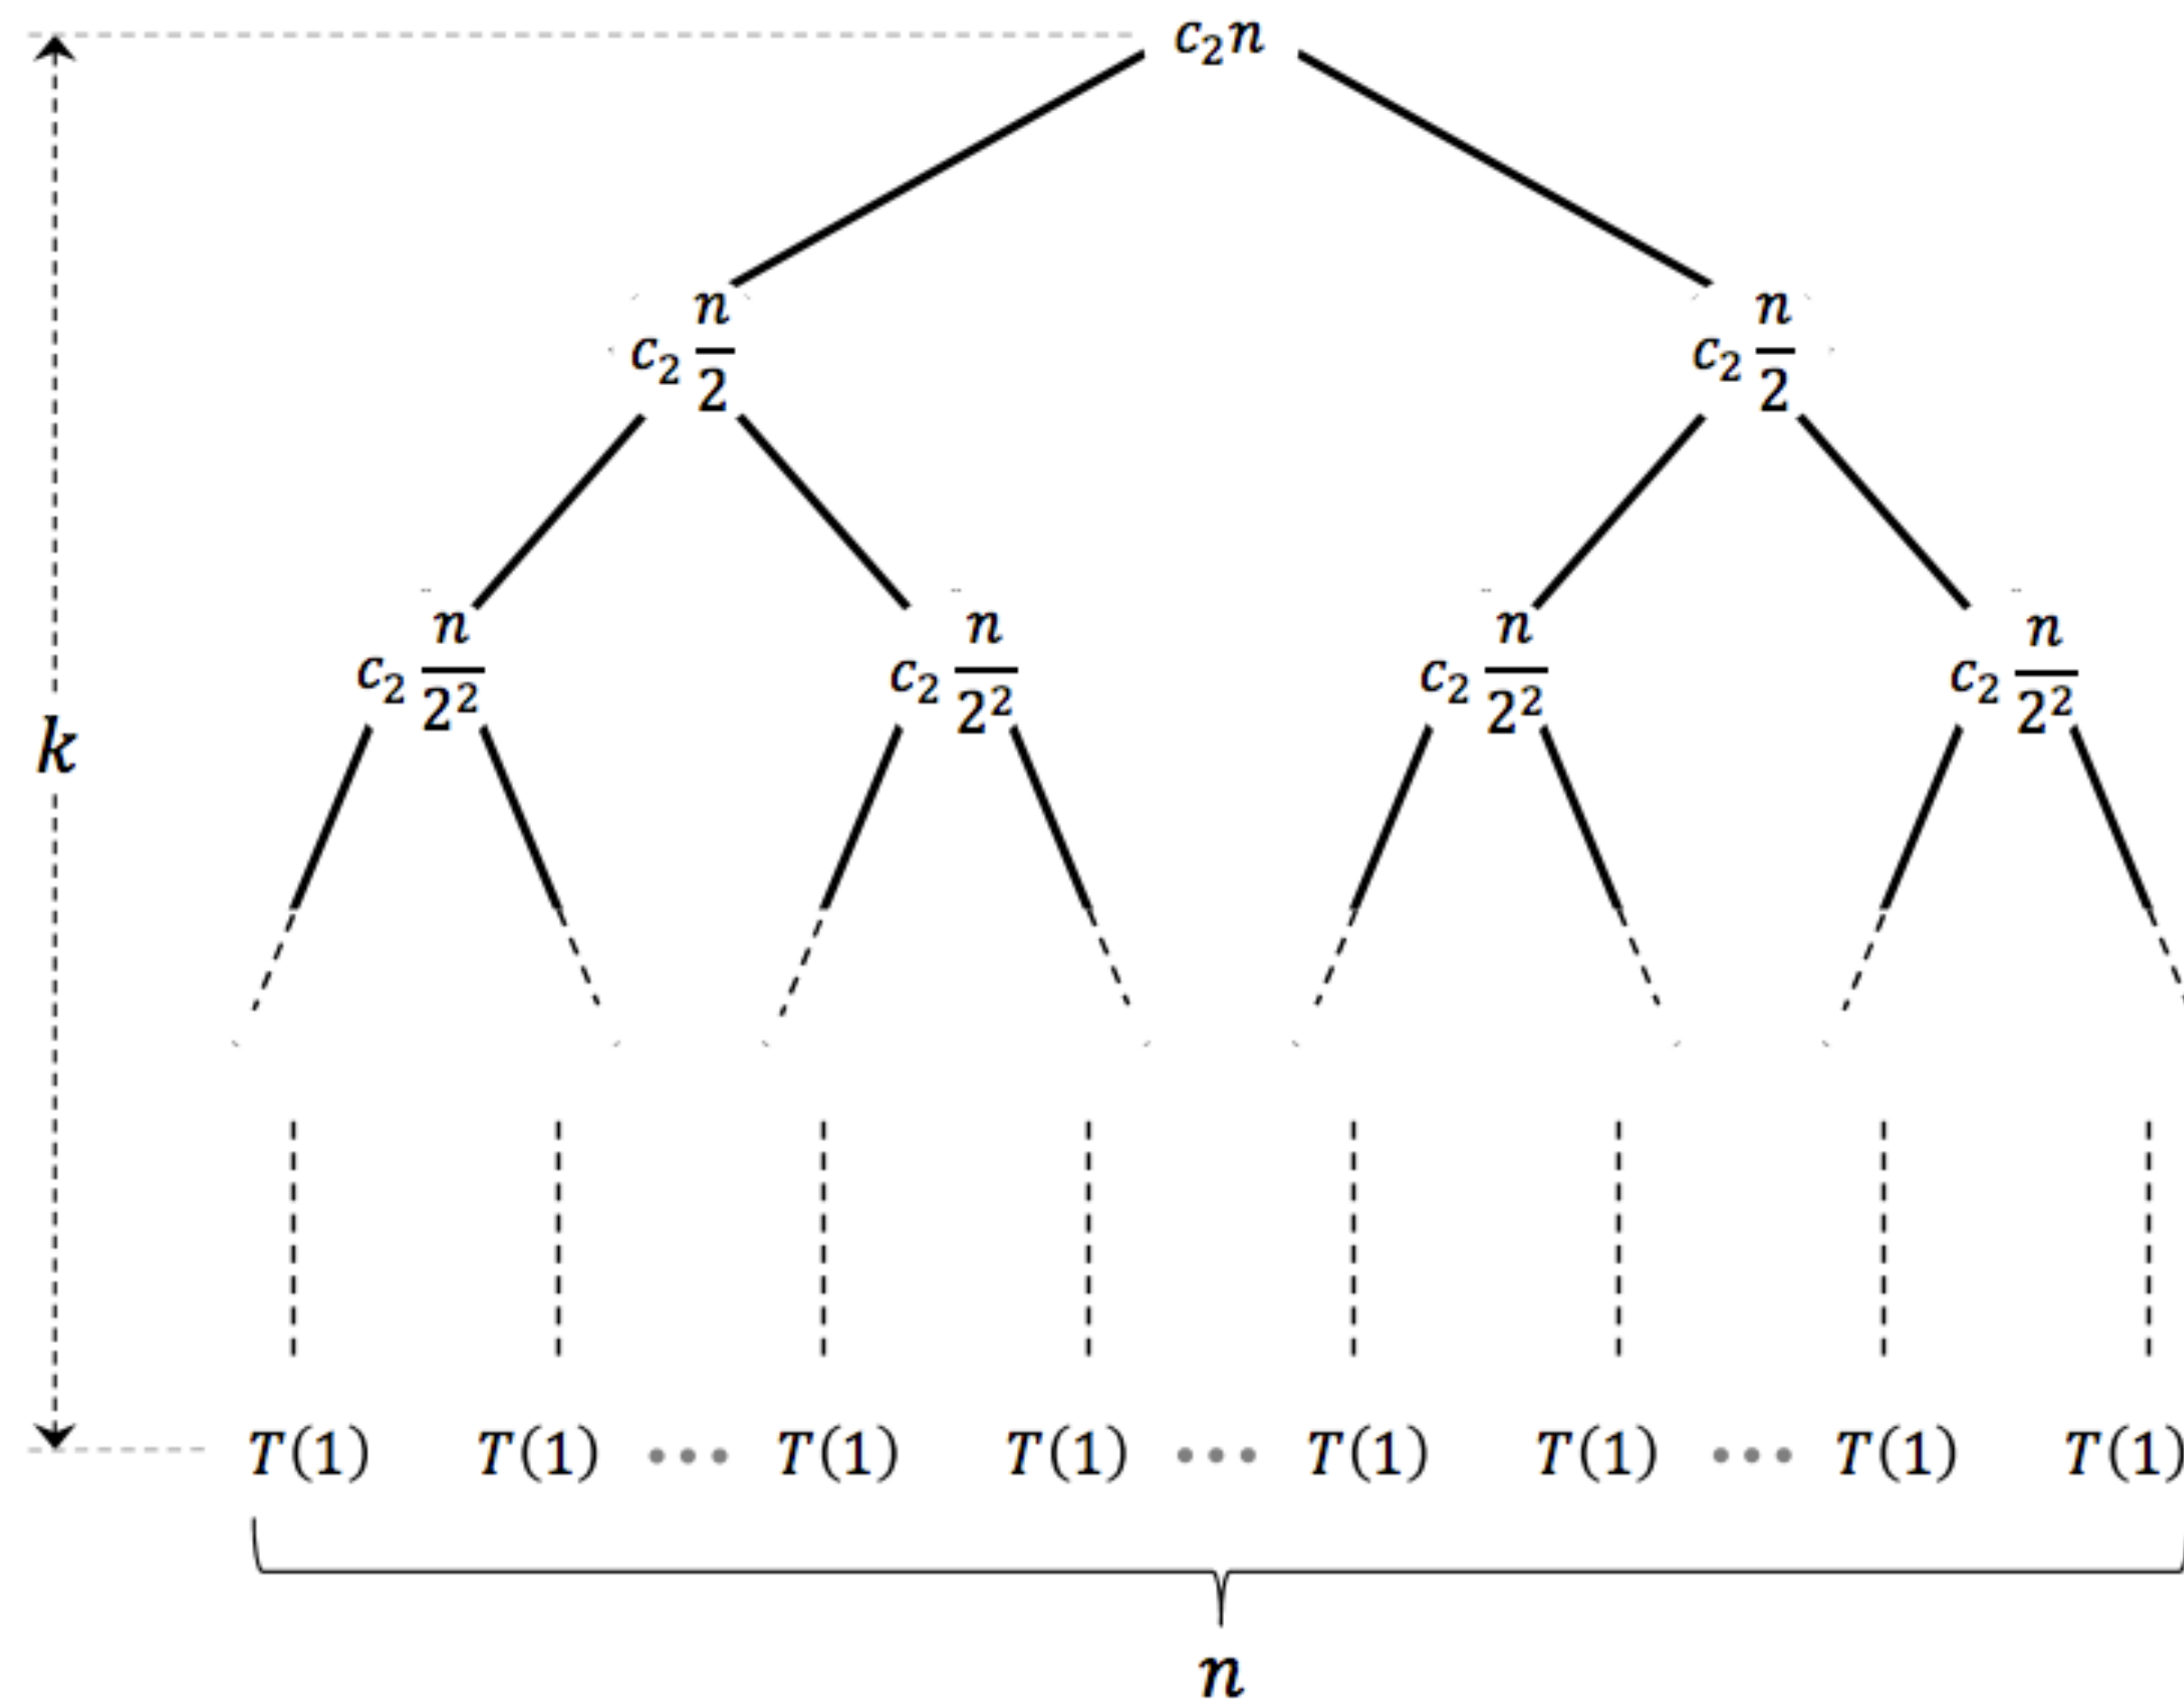 c₂n
c₂ n/2 c₂ n/2
c₂ n/2² c₂ n/2² c₂ n/2² c₂ n/2²
k
T(1) T(1) ••• T(1) T(1) ••• T(1) T(1) ••• T(1) T(1)
n